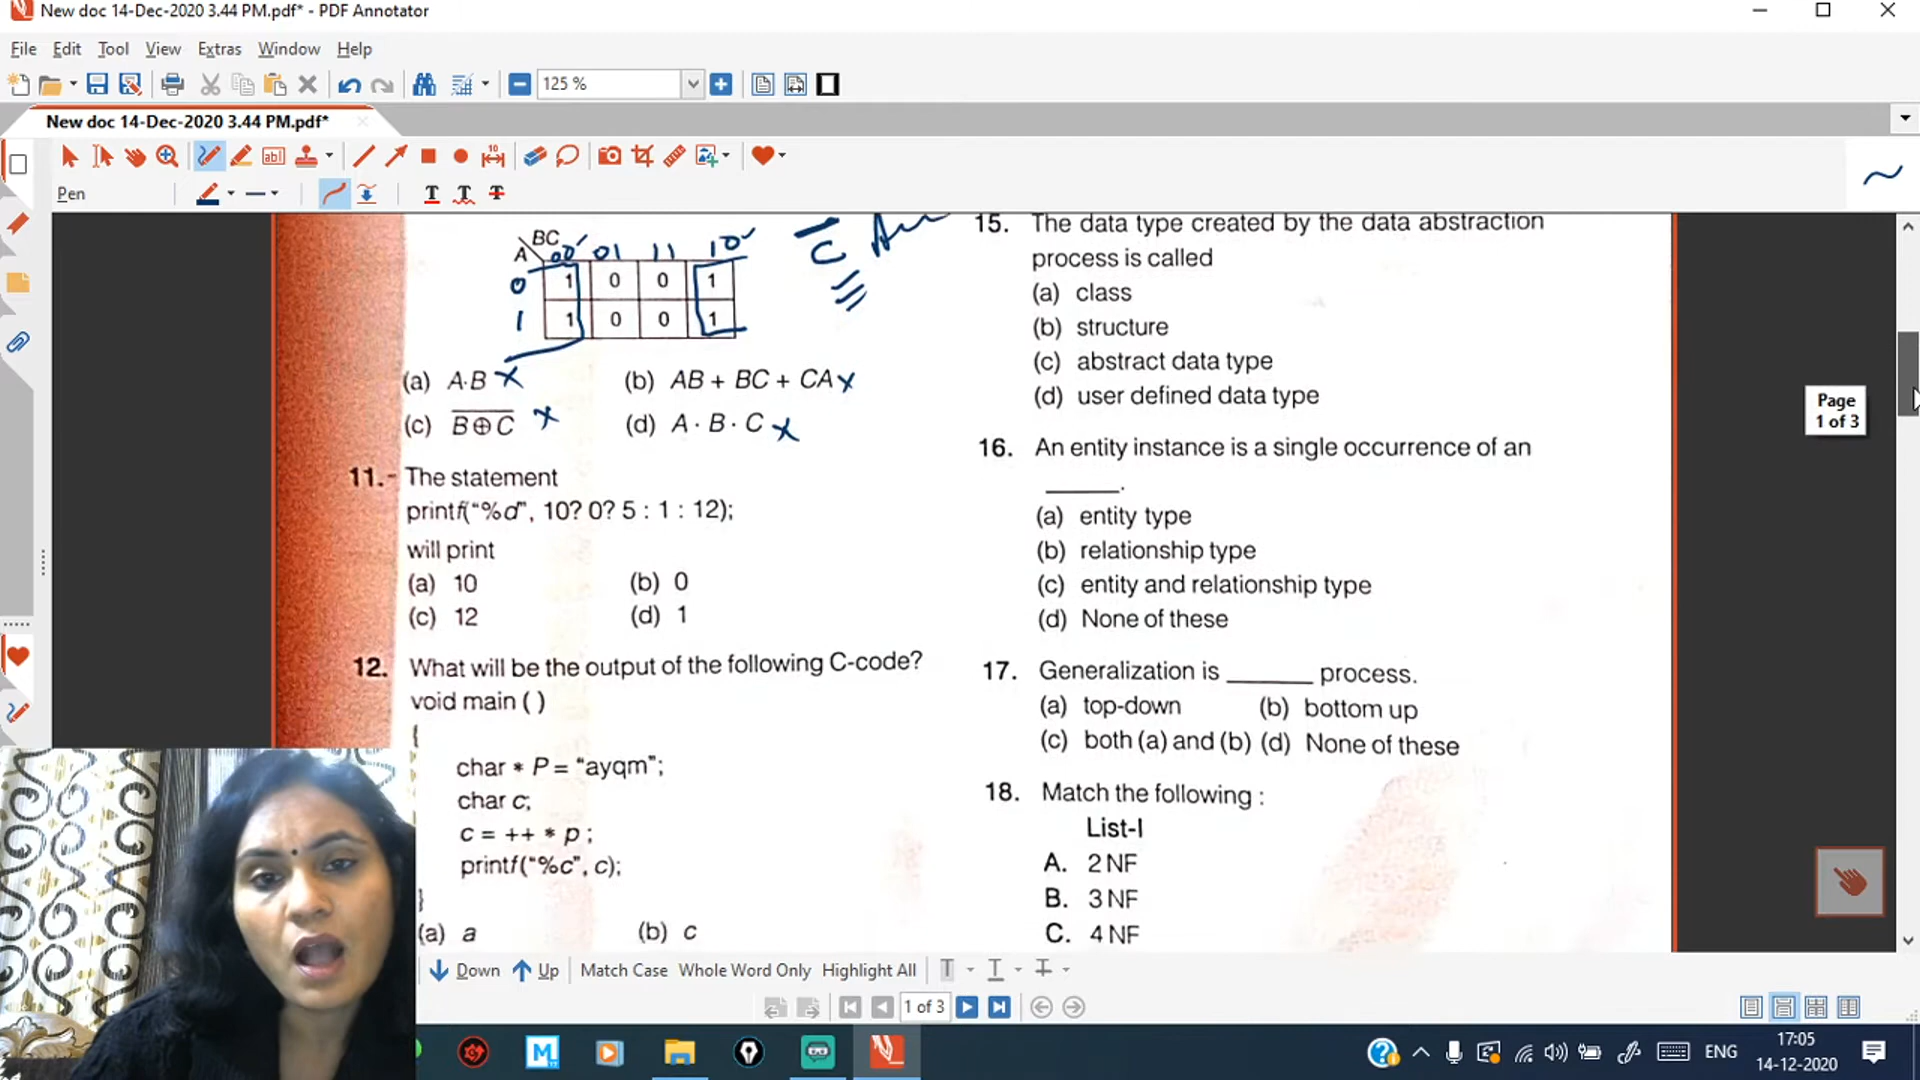 New doc 14-Dec-2020 3.44 PM.pdf* - PDF Annotator
File Edit Tool View Extras Window Help
125 %
New doc 14-Dec-2020 3.44 PM.pdf*
abI
10
Pen
T T T
BC
A 00 01 11 10
0 1 0 0 1
1 1 0 0 1
C
(a) A·B x (b) AB + BC + CA x
(c) B⊕C x (d) A · B · C x
11.- The statement
printf("%d", 10? 0? 5 : 1 : 12);
will print
(a) 10 (b) 0
(c) 12 (d) 1
12. What will be the output of the following C-code?
void main ( )
{
char * P = "ayqm";
char c;
c = ++ * p ;
printf("%c", c);
}
(a) a (b) c
15. The data type created by the data abstraction
process is called
(a) class
(b) structure
(c) abstract data type
(d) user defined data type
16. An entity instance is a single occurrence of an
______.
(a) entity type
(b) relationship type
(c) entity and relationship type
(d) None of these
17. Generalization is ______ process.
(a) top-down (b) bottom up
(c) both (a) and (b) (d) None of these
18. Match the following :
List-I
A. 2 NF
B. 3 NF
C. 4 NF
Page
1 of 3
Down Up Match Case Whole Word Only Highlight All
1 of 3
M
ENG
17:05
14-12-2020